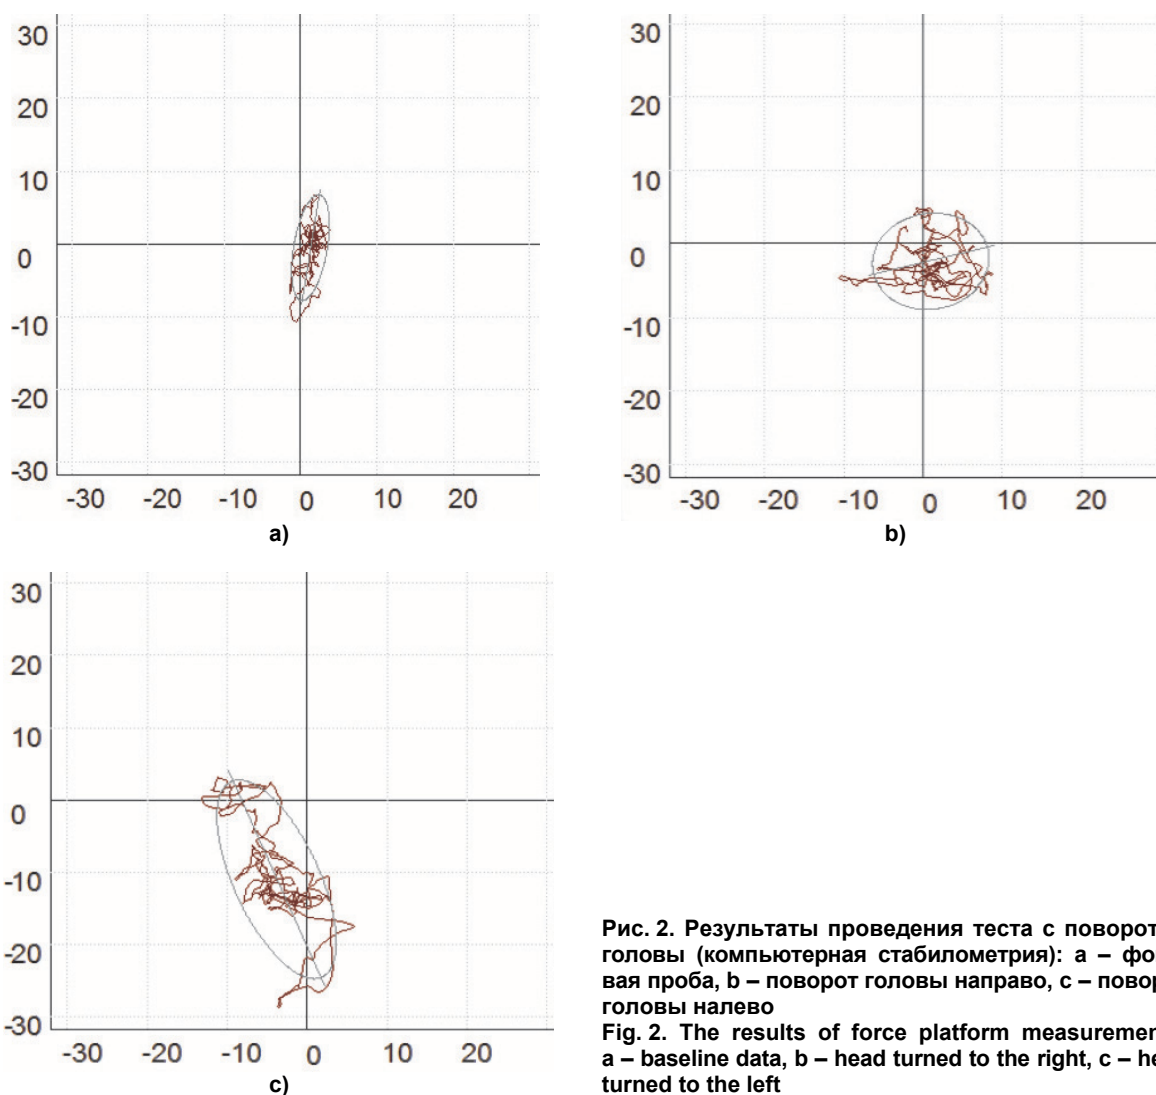 30
20
10
0
-10
-20
-30
-30 -20 -10 0 10 20
a)
30
20
10
0
-10
-20
-30
-30 -20 -10 0 10 20
b)
30
20
10
0
-10
-20
-30
-30 -20 -10 0 10 20
c)
Рис. 2. Результаты проведения теста с поворот
головы (компьютерная стабилометрия): a – фо
вая проба, b – поворот головы направо, c – повор
головы налево
Fig. 2. The results of force platform measuremen
a – baseline data, b – head turned to the right, c – he
turned to the left